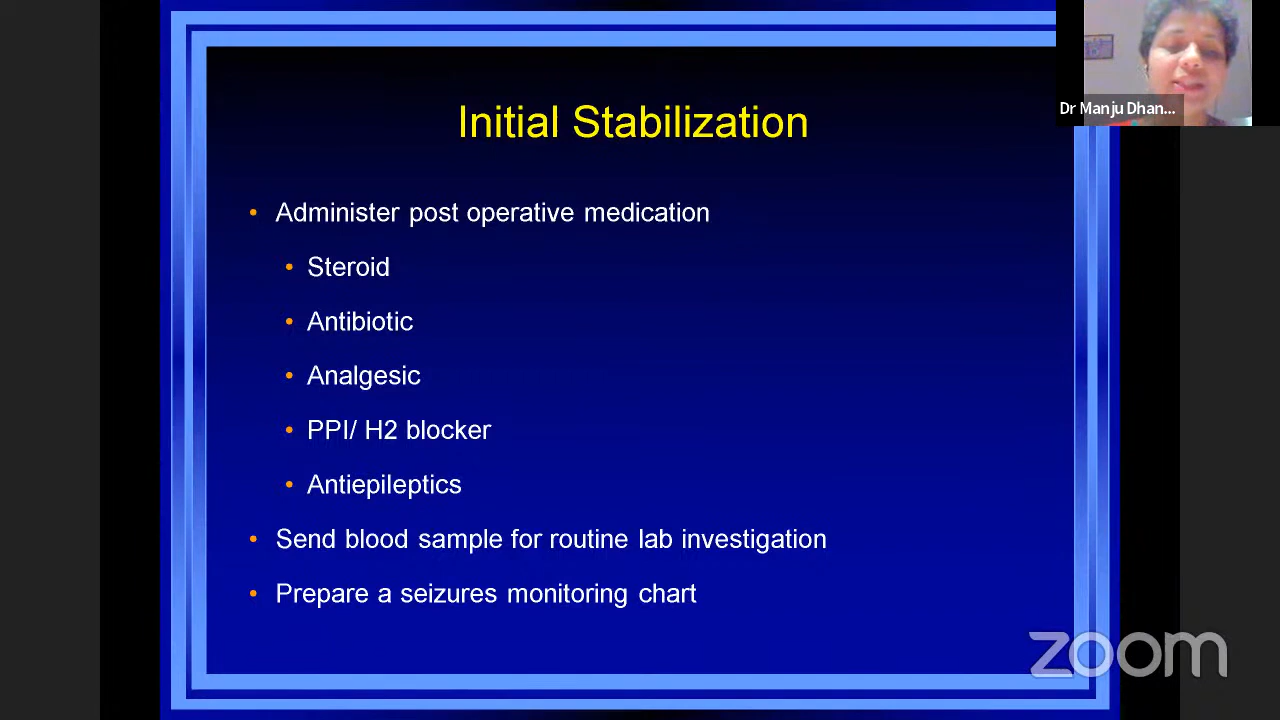 Initial Stabilization
Dr Manju Dhan...
• Administer post operative medication
• Steroid
• Antibiotic
• Analgesic
• PPI/ H2 blocker
• Antiepileptics
• Send blood sample for routine lab investigation
• Prepare a seizures monitoring chart
zoom